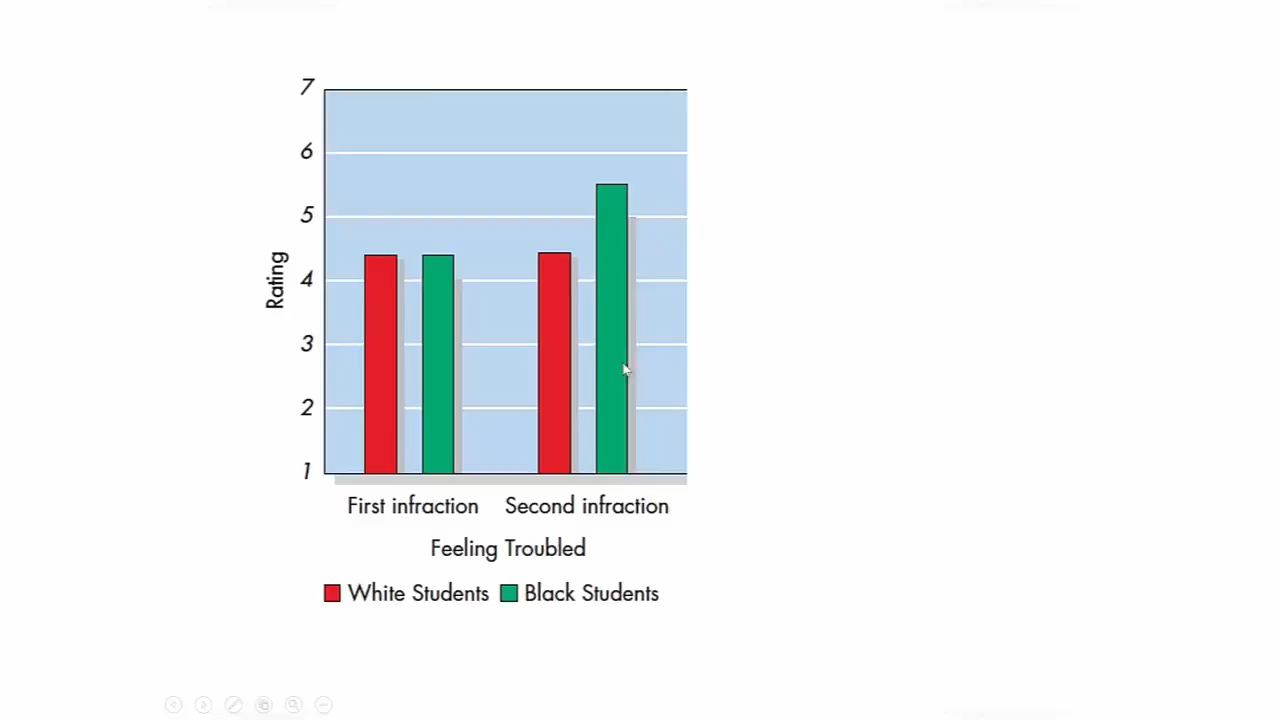 7
6
5
4
3
2
1
Rating
First infraction Second infraction
Feeling Troubled
White Students Black Students